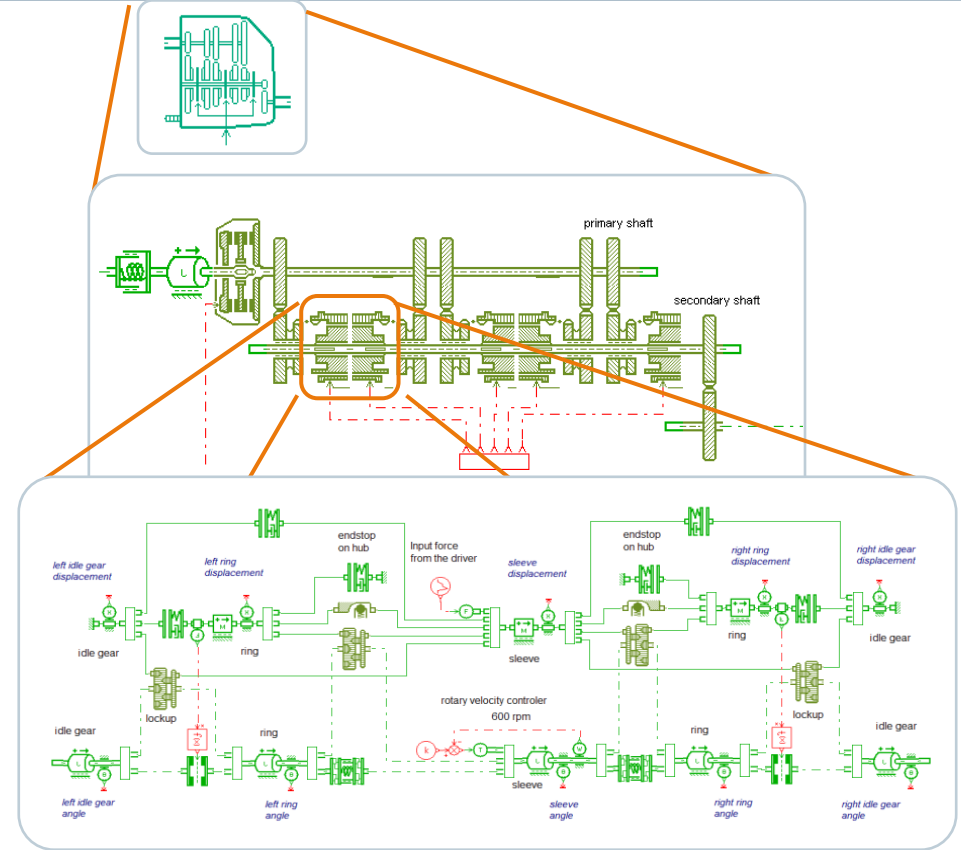 primary shaft
secondary shaft
endstop
on hub
Input force
from the driver
endstop
on hub
left idle gear
displacement
left ring
displacement
sleeve
displacement
right ring
displacement
right idle gear
displacement
F
M
M
M
idle gear
ring
sleeve
ring
idle gear
lockup
lockup
rotary velocity controler
600 rpm
idle gear
ring
k
T
sleeve
ring
idle gear
left idle gear
angle
left ring
angle
sleeve
angle
right ring
angle
right idle gear
angle